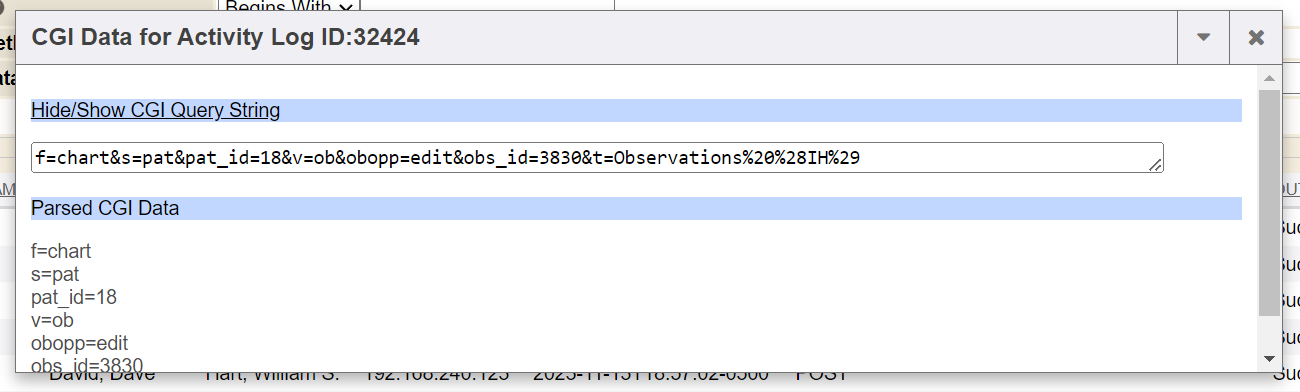 Begins With
CGI Data for Activity Log ID:32424
Hide/Show CGI Query String
f=chart&s=pat&pat_id=18&v=ob&obopp=edit&obs_id=3830&t=Observations%20%28IH%29
Parsed CGI Data
f=chart
s=pat
pat_id=18
v=ob
obopp=edit
obs_id=3830
David, Dave Hart, William S. 192.168.240.125 2025-11-13T18:57:02-0500 POST